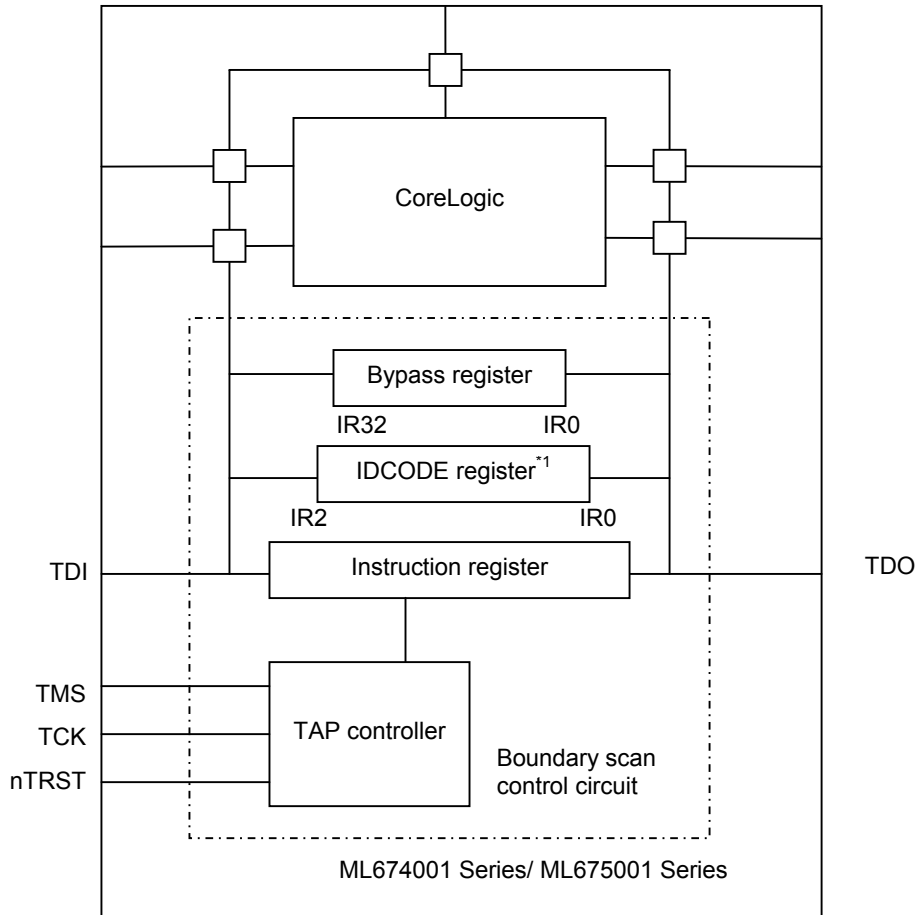 CoreLogic
Bypass register
IR32 IR0
IDCODE register*1
IR2 IR0
TDI Instruction register TDO
TMS
TCK TAP controller
nTRST
Boundary scan
control circuit
ML674001 Series/ ML675001 Series